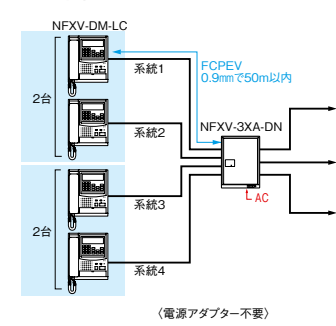 NFXV-DM-LC
FCPEV
0.9mmで50m以内
2台
系統1
系統2
NFXV-3XA-DN
AC
2台
系統3
系統4
〈電源アダプター不要〉